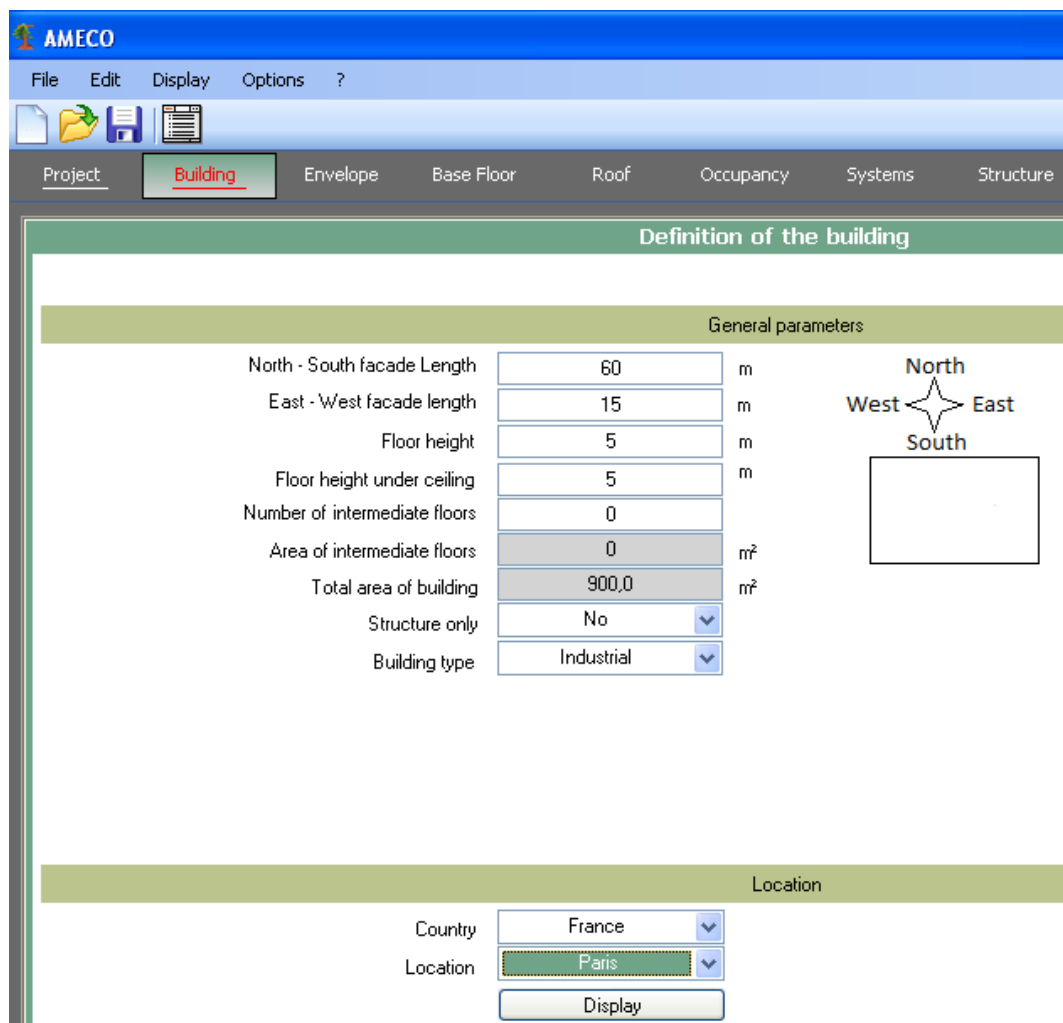 AMECO
File Edit Display Options ?
Project Building Envelope Base Floor Roof Occupancy Systems Structure
Definition of the building
General parameters
North - South facade Length 60 m
East - West facade length 15 m
Floor height 5 m
Floor height under ceiling 5 m
Number of intermediate floors 0
Area of intermediate floors 0 m²
Total area of building 900,0 m²
Structure only No
Building type Industrial
North
West East
South
Location
Country France
Location Paris
Display